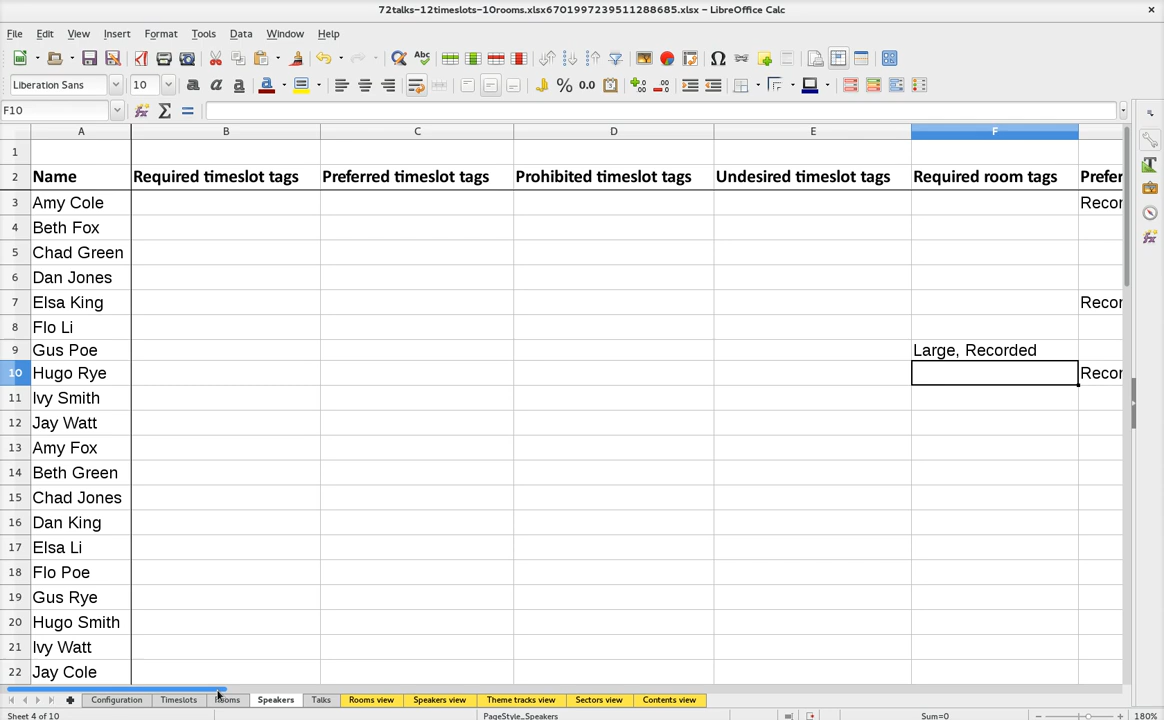 72talks-12timeslots-10rooms.xlsx6701997239511288685.xlsx – LibreOffice Calc
File Edit View Insert Format Tools Data Window Help
Liberation Sans 10
F10
A B C D E F
1
2 Name Required timeslot tags Preferred timeslot tags Prohibited timeslot tags Undesired timeslot tags Required room tags Prefer
3 Amy Cole Recor
4 Beth Fox
5 Chad Green
6 Dan Jones
7 Elsa King Recor
8 Flo Li
9 Gus Poe Large, Recorded
10 Hugo Rye Recor
11 Ivy Smith
12 Jay Watt
13 Amy Fox
14 Beth Green
15 Chad Jones
16 Dan King
17 Elsa Li
18 Flo Poe
19 Gus Rye
20 Hugo Smith
21 Ivy Watt
22 Jay Cole
Configuration Timeslots Rooms Speakers Talks Rooms view Speakers view Theme tracks view Sectors view Contents view
Sheet 4 of 10 PageStyle_Speakers Sum=0 180%